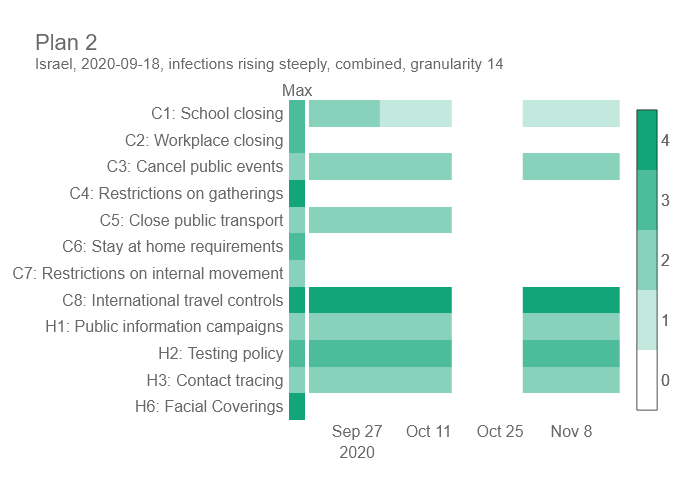 Plan 2
Israel, 2020-09-18, infections rising steeply, combined, granularity 14
Max
C1: School closing
C2: Workplace closing
C3: Cancel public events
C4: Restrictions on gatherings
C5: Close public transport
C6: Stay at home requirements
C7: Restrictions on internal movement
C8: International travel controls
H1: Public information campaigns
H2: Testing policy
H3: Contact tracing
H6: Facial Coverings
4
3
2
1
0
Sep 27 Oct 11 Oct 25 Nov 8
2020